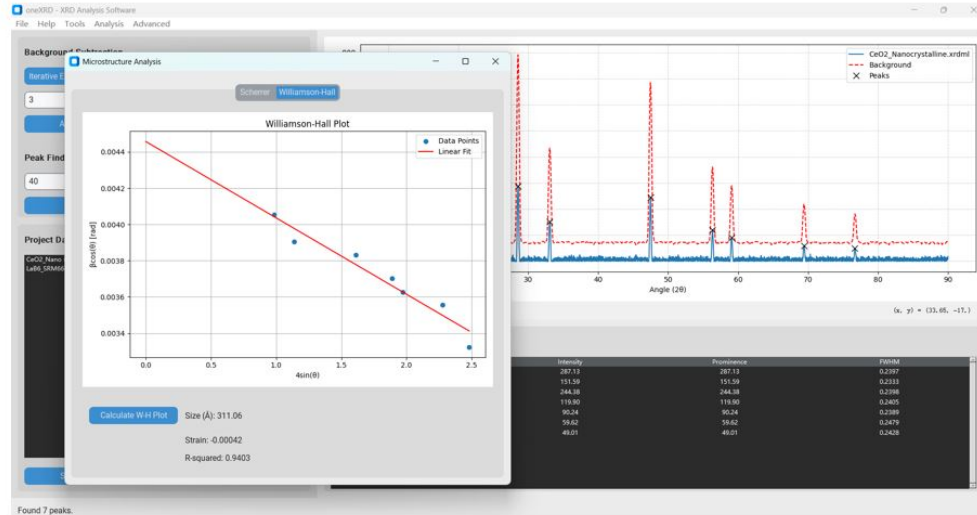 oneXRD - XRD Analysis Software
File Help Tools Analysis Advanced
Background Subtraction
Iterative E
3
A
Peak Find
40
Project Da
CeO2_Nano
LaB6_SRM66
S
Found 7 peaks.
Microstructure Analysis
Scherrer Williamson-Hall
Williamson-Hall Plot
Data Points
Linear Fit
0.0044
0.0042
0.0040
0.0038
0.0036
0.0034
βcos(θ) [rad]
0.0 0.5 1.0 1.5 2.0 2.5
4sin(θ)
Calculate W-H Plot Size (Å): 311.06
Strain: -0.00042
R-squared: 0.9403
CeO2_Nanocrystalline.xrdml
Background
Peaks
30 40 50 60 70 80 90
Angle (2θ)
(x, y) = (33.65, -17.)
Intensity Prominence FWHM
287.13 287.13 0.2397
151.59 151.59 0.2333
244.38 244.38 0.2398
119.90 119.90 0.2405
90.24 90.24 0.2389
59.62 59.62 0.2479
49.01 49.01 0.2428